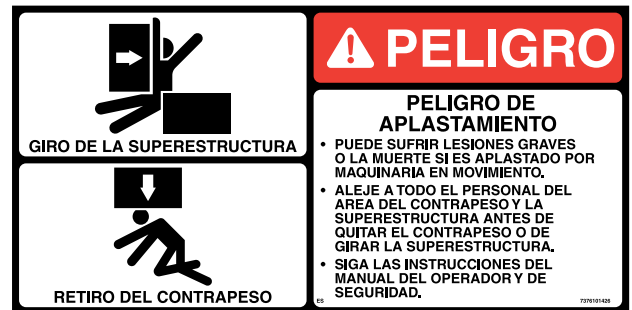 GIRO DE LA SUPERESTRUCTURA
RETIRO DEL CONTRAPESO
PELIGRO
PELIGRO DE
APLASTAMIENTO
• PUEDE SUFRIR LESIONES GRAVES
O LA MUERTE SI ES APLASTADO POR
MAQUINARIA EN MOVIMIENTO.
• ALEJE A TODO EL PERSONAL DEL
AREA DEL CONTRAPESO Y LA
SUPERESTRUCTURA ANTES DE
QUITAR EL CONTRAPESO O DE
GIRAR LA SUPERESTRUCTURA.
• SIGA LAS INSTRUCCIONES DEL
MANUAL DEL OPERADOR Y DE
SEGURIDAD.
ES 7376101426